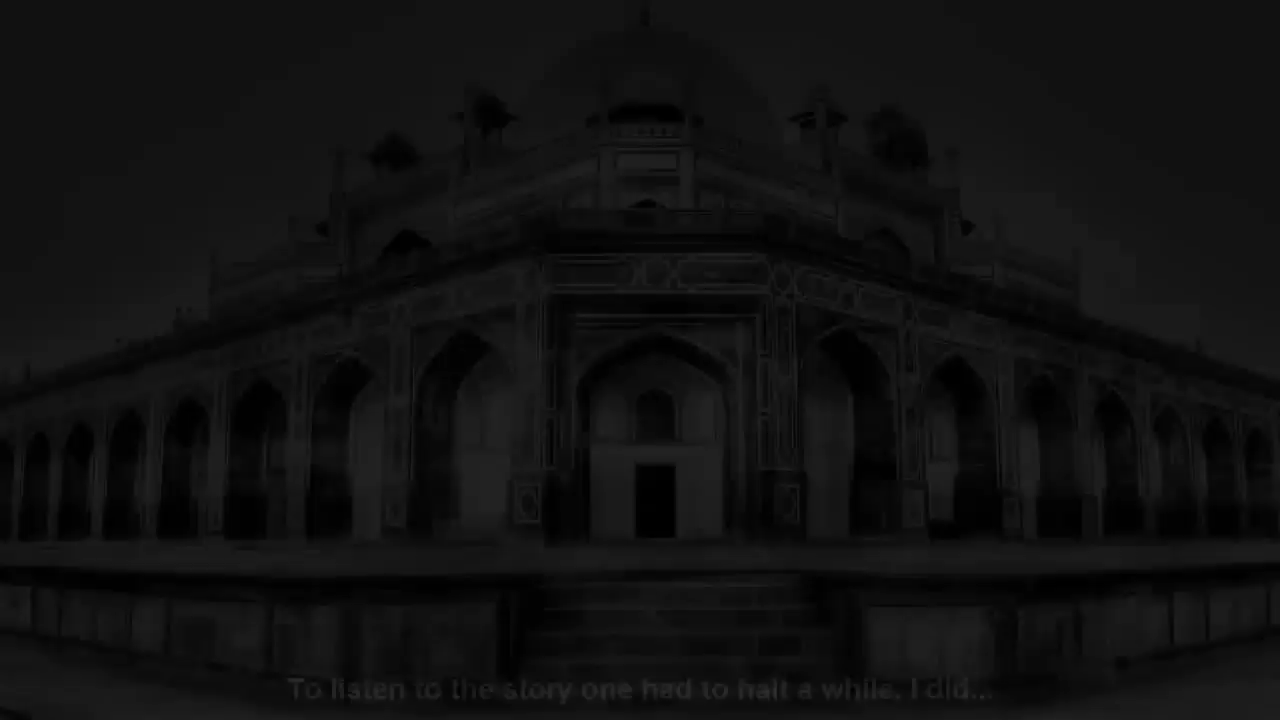 To listen to the story one had to halt a while. I did...